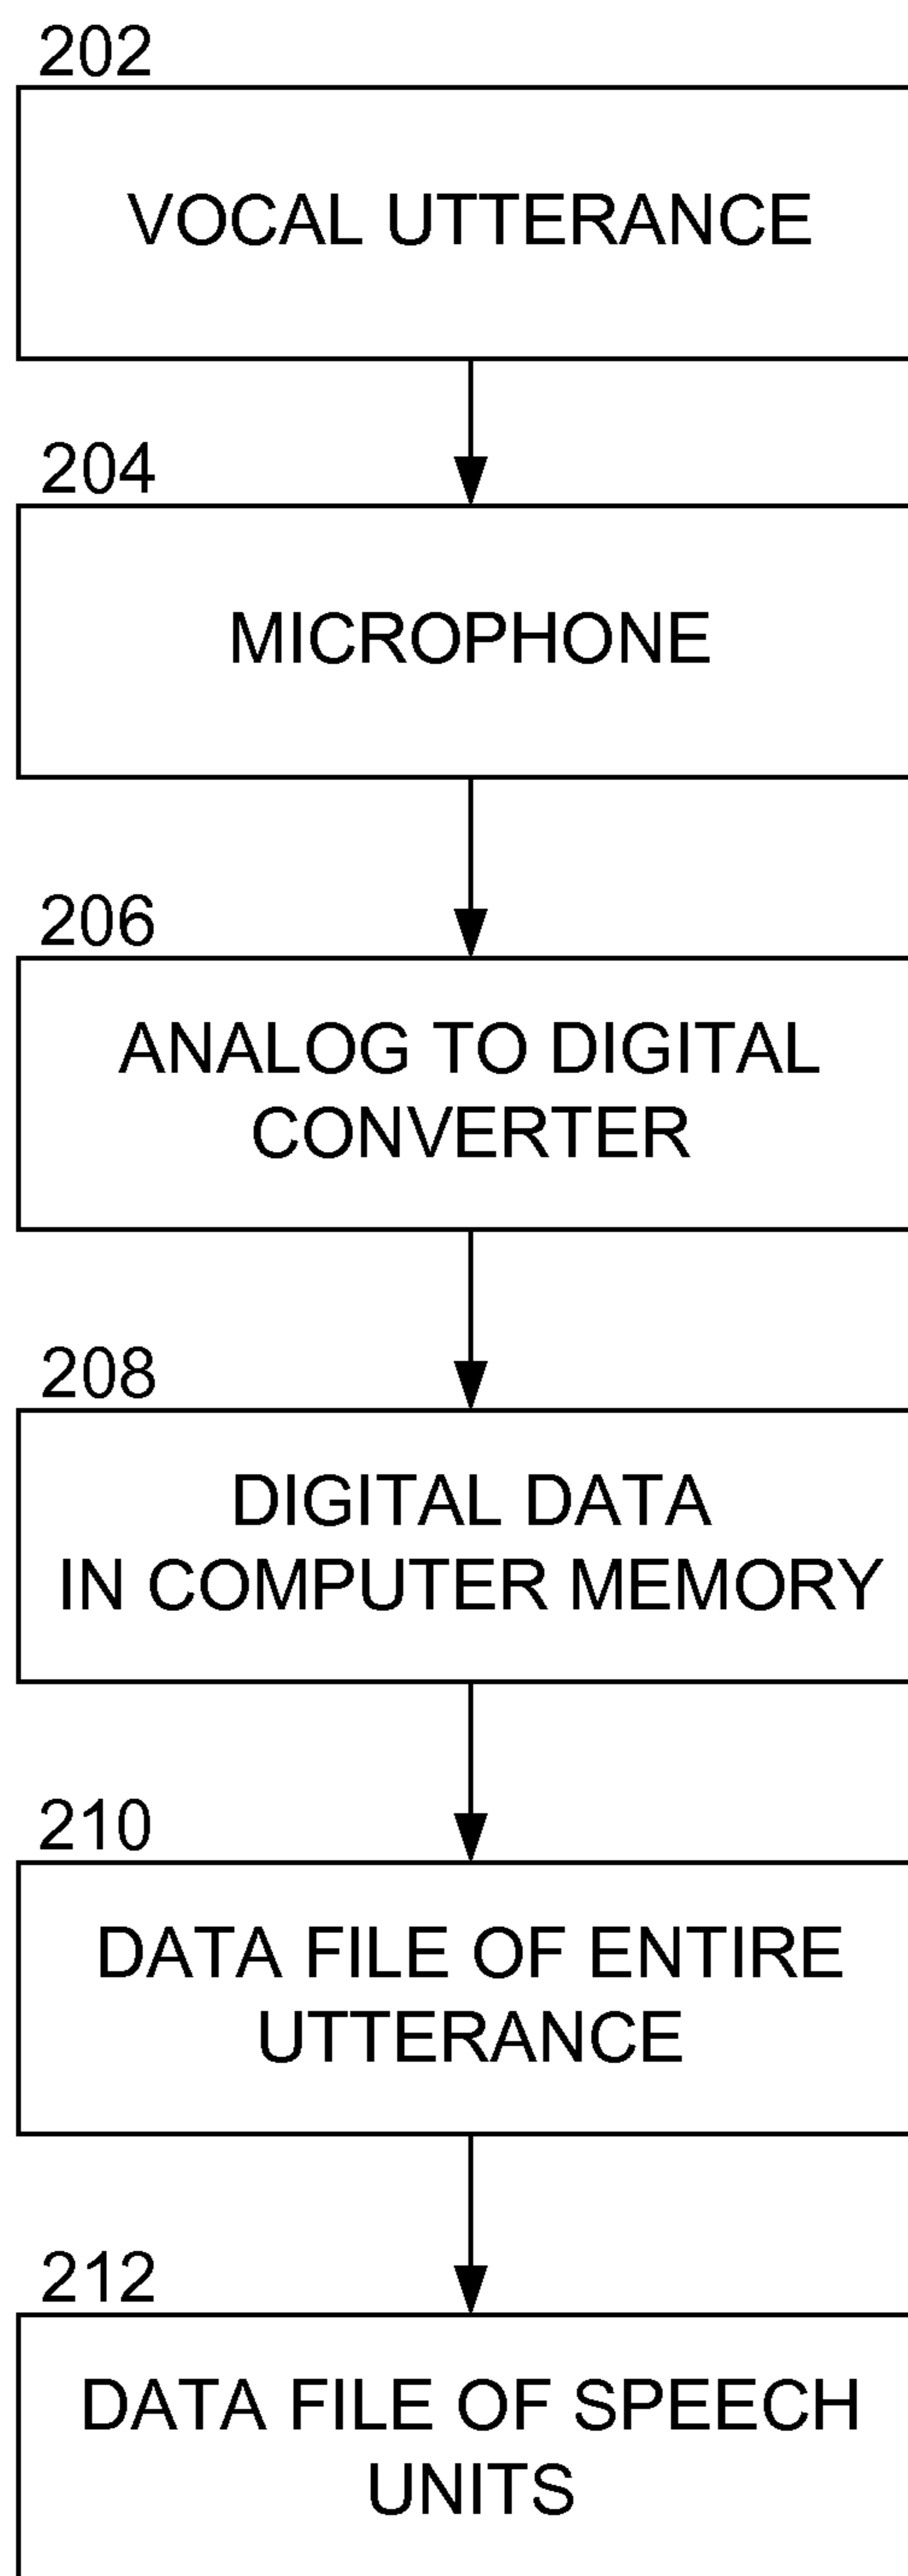 202
VOCAL UTTERANCE
204
MICROPHONE
206
ANALOG TO DIGITAL
CONVERTER
208
DIGITAL DATA
IN COMPUTER MEMORY
210
DATA FILE OF ENTIRE
UTTERANCE
212
DATA FILE OF SPEECH
UNITS